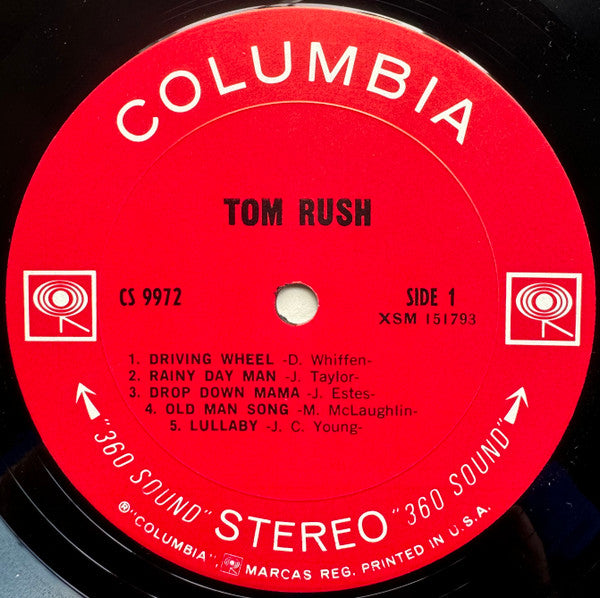 COLUMBIA
TOM RUSH
CS 9972
SIDE 1
XSM 151793
1. DRIVING WHEEL -D. Whiffen-
2. RAINY DAY MAN -J. Taylor-
3. DROP DOWN MAMA -J. Estes-
4. OLD MAN SONG -M. McLaughlin-
5. LULLABY -J. C. Young-
"360 SOUND" STEREO "360 SOUND"
®"COLUMBIA", MARCAS REG. PRINTED IN U.S.A.